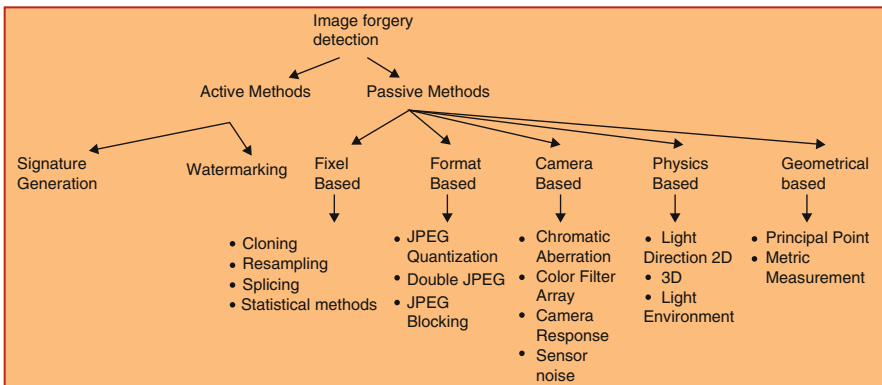 Image forgery
detection
Active Methods
Passive Methods
Signature
Generation
Watermarking
Fixel
Based
Format
Based
Camera
Based
Physics
Based
Geometrical
based
• Cloning
• Resampling
• Splicing
• Statistical methods
• JPEG
Quantization
• Double JPEG
• JPEG
Blocking
• Chromatic
Aberration
• Color Filter
Array
• Camera
Response
• Sensor
noise
• Light
Direction 2D
• 3D
• Light
Environment
• Principal Point
• Metric
Measurement